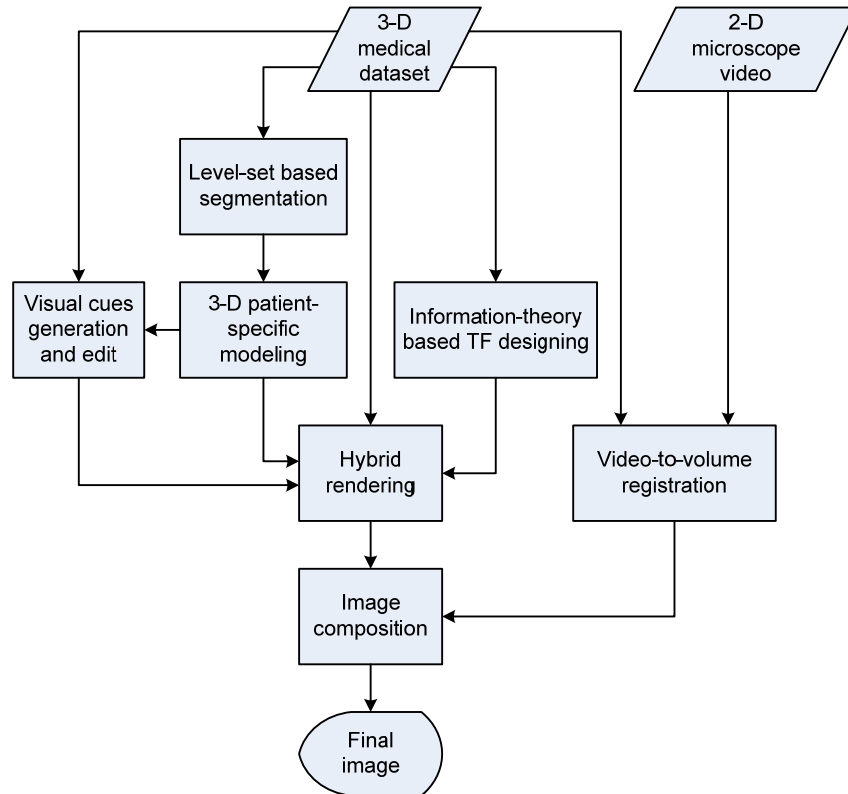 3-D
medical
dataset
2-D
microscope
video
Level-set based
segmentation
Visual cues
generation
and edit
3-D patient-
specific
modeling
Information-theory
based TF designing
Hybrid
rendering
Video-to-volume
registration
Image
composition
Final
image